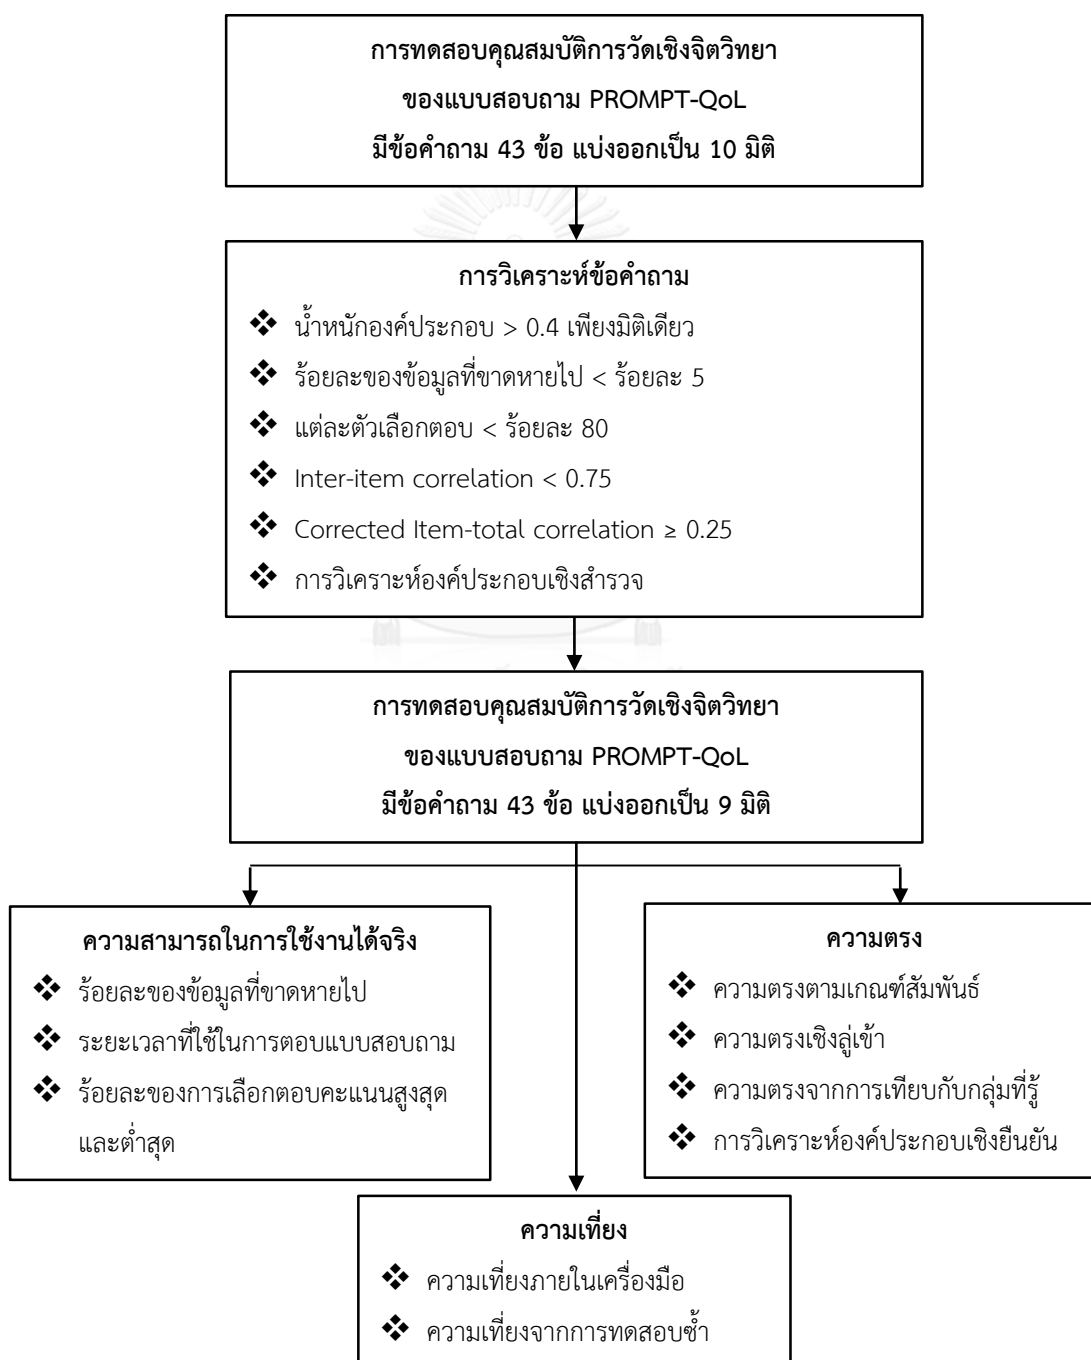 การทดสอบคุณสมบัติการวัดเชิงจิตวิทยา
ของแบบสอบถาม PROMPT-QoL
มีข้อคำถาม 43 ข้อ แบ่งออกเป็น 10 มิติ
การวิเคราะห์ข้อคำถาม
❖ น้ำหนักองค์ประกอบ > 0.4 เพียงมิติเดียว
❖ ร้อยละของข้อมูลที่ขาดหายไป < ร้อยละ 5
❖ แต่ละตัวเลือกตอบ < ร้อยละ 80
❖ Inter-item correlation < 0.75
❖ Corrected Item-total correlation ≥ 0.25
❖ การวิเคราะห์องค์ประกอบเชิงสำรวจ
การทดสอบคุณสมบัติการวัดเชิงจิตวิทยา
ของแบบสอบถาม PROMPT-QoL
มีข้อคำถาม 43 ข้อ แบ่งออกเป็น 9 มิติ
ความสามารถในการใช้งานได้จริง
❖ ร้อยละของข้อมูลที่ขาดหายไป
❖ ระยะเวลาที่ใช้ในการตอบแบบสอบถาม
❖ ร้อยละของการเลือกตอบคะแนนสูงสุด
และต่ำสุด
ความตรง
❖ ความตรงตามเกณฑ์สัมพันธ์
❖ ความตรงเชิงลู่เข้า
❖ ความตรงจากการเทียบกับกลุ่มที่รู้
❖ การวิเคราะห์องค์ประกอบเชิงยืนยัน
ความเที่ยง
❖ ความเที่ยงภายในเครื่องมือ
❖ ความเที่ยงจากการทดสอบซ้ำ